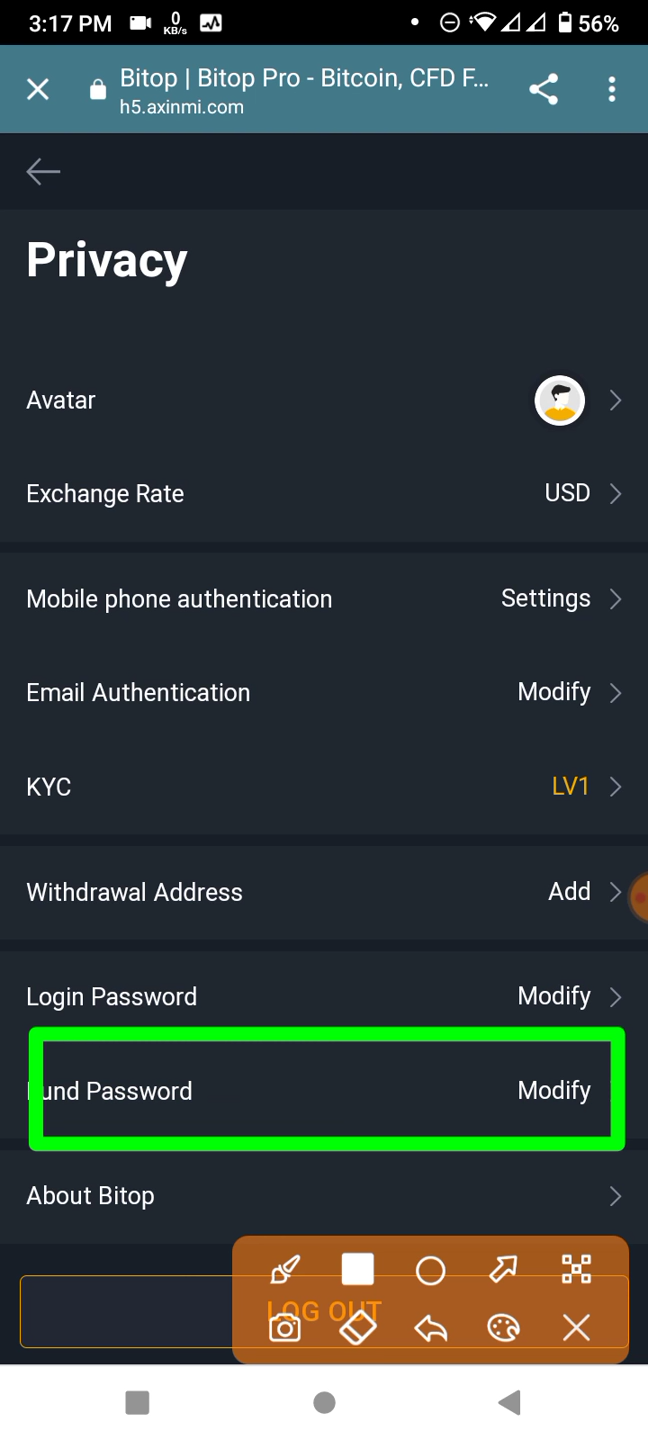 3:17 PM 0 KB/s 56%
Bitop | Bitop Pro - Bitcoin, CFD F...
h5.axinmi.com
Privacy
Avatar
Exchange Rate USD
Mobile phone authentication Settings
Email Authentication Modify
KYC LV1
Withdrawal Address Add
Login Password Modify
Fund Password Modify
About Bitop
LOG OUT